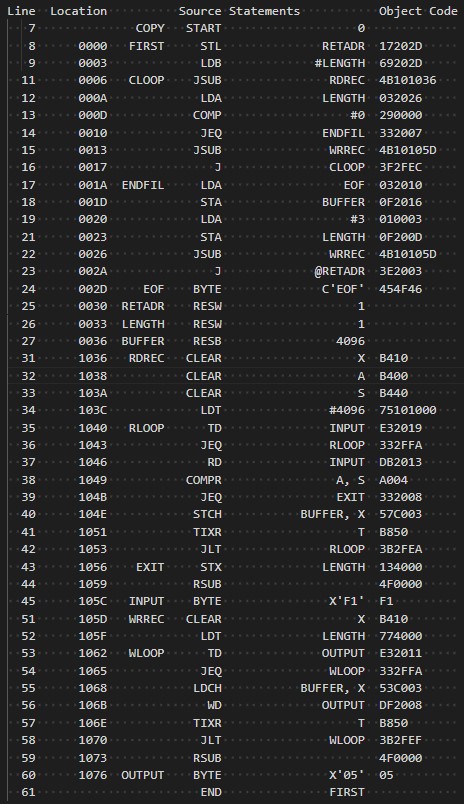 Line Location Source Statements Object Code
7 COPY START 0
8 0000 FIRST STL RETADR 17202D
9 0003 LDB #LENGTH 69202D
11 0006 CLOOP JSUB RDREC 4B101036
12 000A LDA LENGTH 032026
13 000D COMP #0 290000
14 0010 JEQ ENDFIL 332007
15 0013 JSUB WRREC 4B10105D
16 0017 J CLOOP 3F2FEC
17 001A ENDFIL LDA EOF 032010
18 001D STA BUFFER 0F2016
19 0020 LDA #3 010003
21 0023 STA LENGTH 0F200D
22 0026 JSUB WRREC 4B10105D
23 002A J @RETADR 3E2003
24 002D EOF BYTE C'EOF' 454F46
25 0030 RETADR RESW 1
26 0033 LENGTH RESW 1
27 0036 BUFFER RESB 4096
31 1036 RDREC CLEAR X B410
32 1038 CLEAR A B400
33 103A CLEAR S B440
34 103C LDT #4096 75101000
35 1040 RLOOP TD INPUT E32019
36 1043 JEQ RLOOP 332FFA
37 1046 RD INPUT DB2013
38 1049 COMPR A, S A004
39 104B JEQ EXIT 332008
40 104E STCH BUFFER, X 57C003
41 1051 TIXR T B850
42 1053 JLT RLOOP 3B2FEA
43 1056 EXIT STX LENGTH 134000
44 1059 RSUB 4F0000
45 105C INPUT BYTE X'F1' F1
51 105D WRREC CLEAR X B410
52 105F LDT LENGTH 774000
53 1062 WLOOP TD OUTPUT E32011
54 1065 JEQ WLOOP 332FFA
55 1068 LDCH BUFFER, X 53C003
56 106B WD OUTPUT DF2008
57 106E TIXR T B850
58 1070 JLT WLOOP 3B2FEF
59 1073 RSUB 4F0000
60 1076 OUTPUT BYTE X'05' 05
61 END FIRST